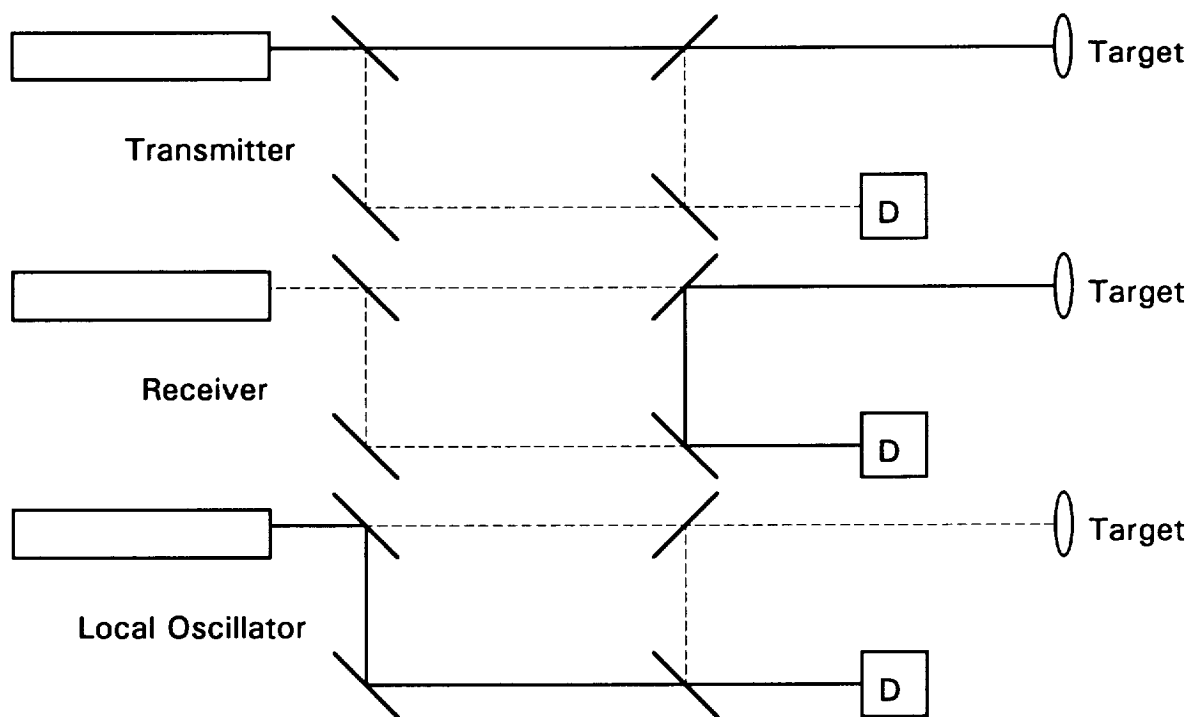 Target
Transmitter
D
Target
Receiver
D
Target
Local Oscillator
D